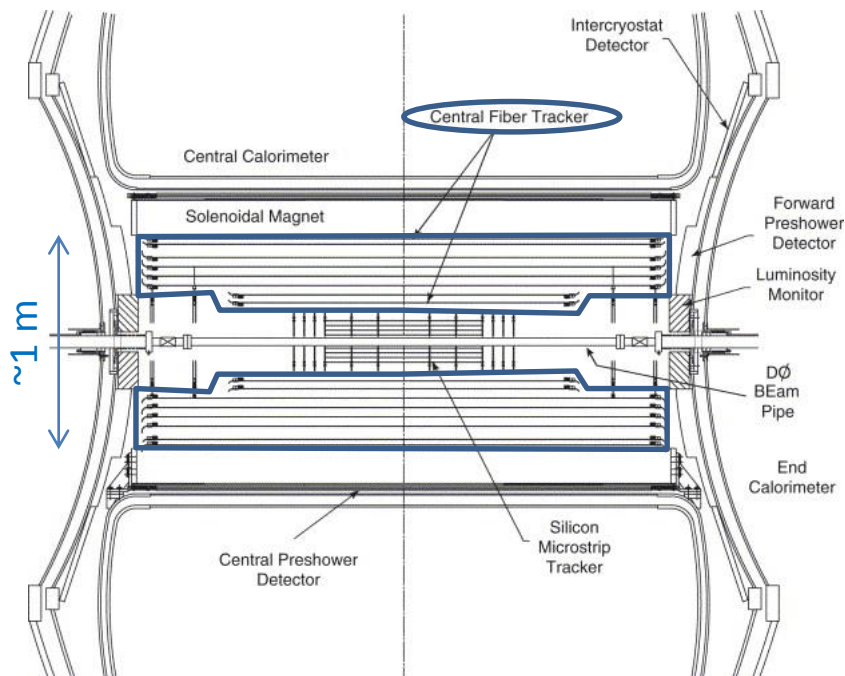 Intercryostat
Detector
Central Fiber Tracker
Central Calorimeter
Solenoidal Magnet
Forward
Preshower
Detector
Luminosity
Monitor
~1 m
DØ
BEam
Pipe
End
Calorimeter
Silicon
Microstrip
Tracker
Central Preshower
Detector